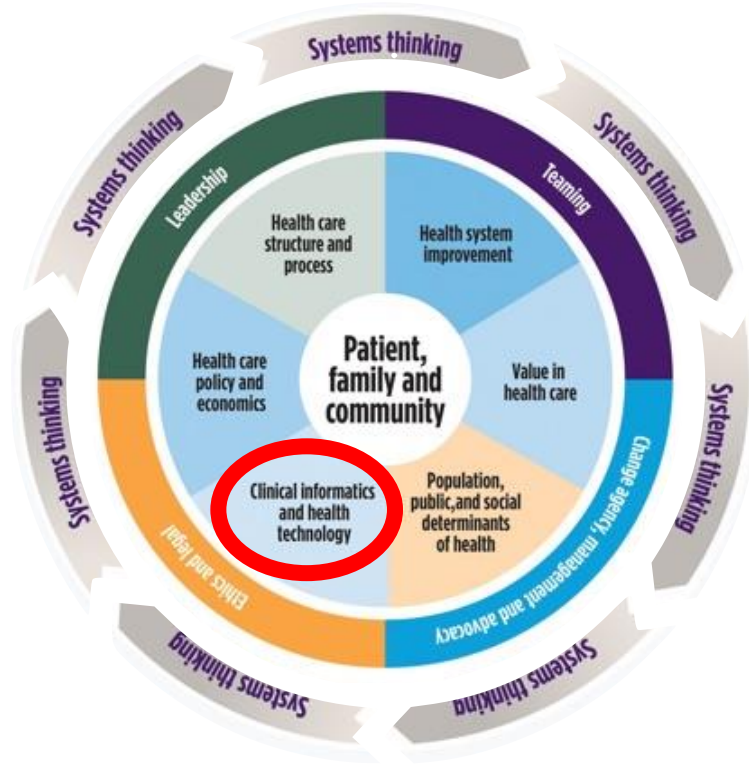 Systems thinking
Systems thinking
Systems thinking
Systems thinking
Systems thinking
Systems thinking
Systems thinking
Leadership
Teaming
Change agency, management and advocacy
Ethics and legal
Health care
structure and
process
Health system
improvement
Value in
health care
Population,
public,and social
determinants
of health
Clinical informatics
and health
technology
Health care
policy and
economics
Patient,
family and
community